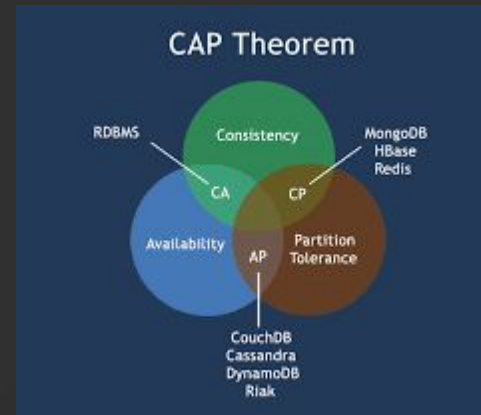 CAP Theorem
RDBMS
Consistency
MongoDB
HBase
Redis
CA
CP
Availability
Partition
Tolerance
AP
CouchDB
Cassandra
DynamoDB
Riak